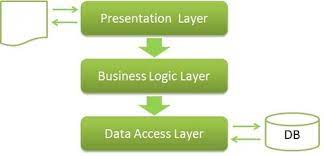 Presentation Layer
Business Logic Layer
Data Access Layer
DB